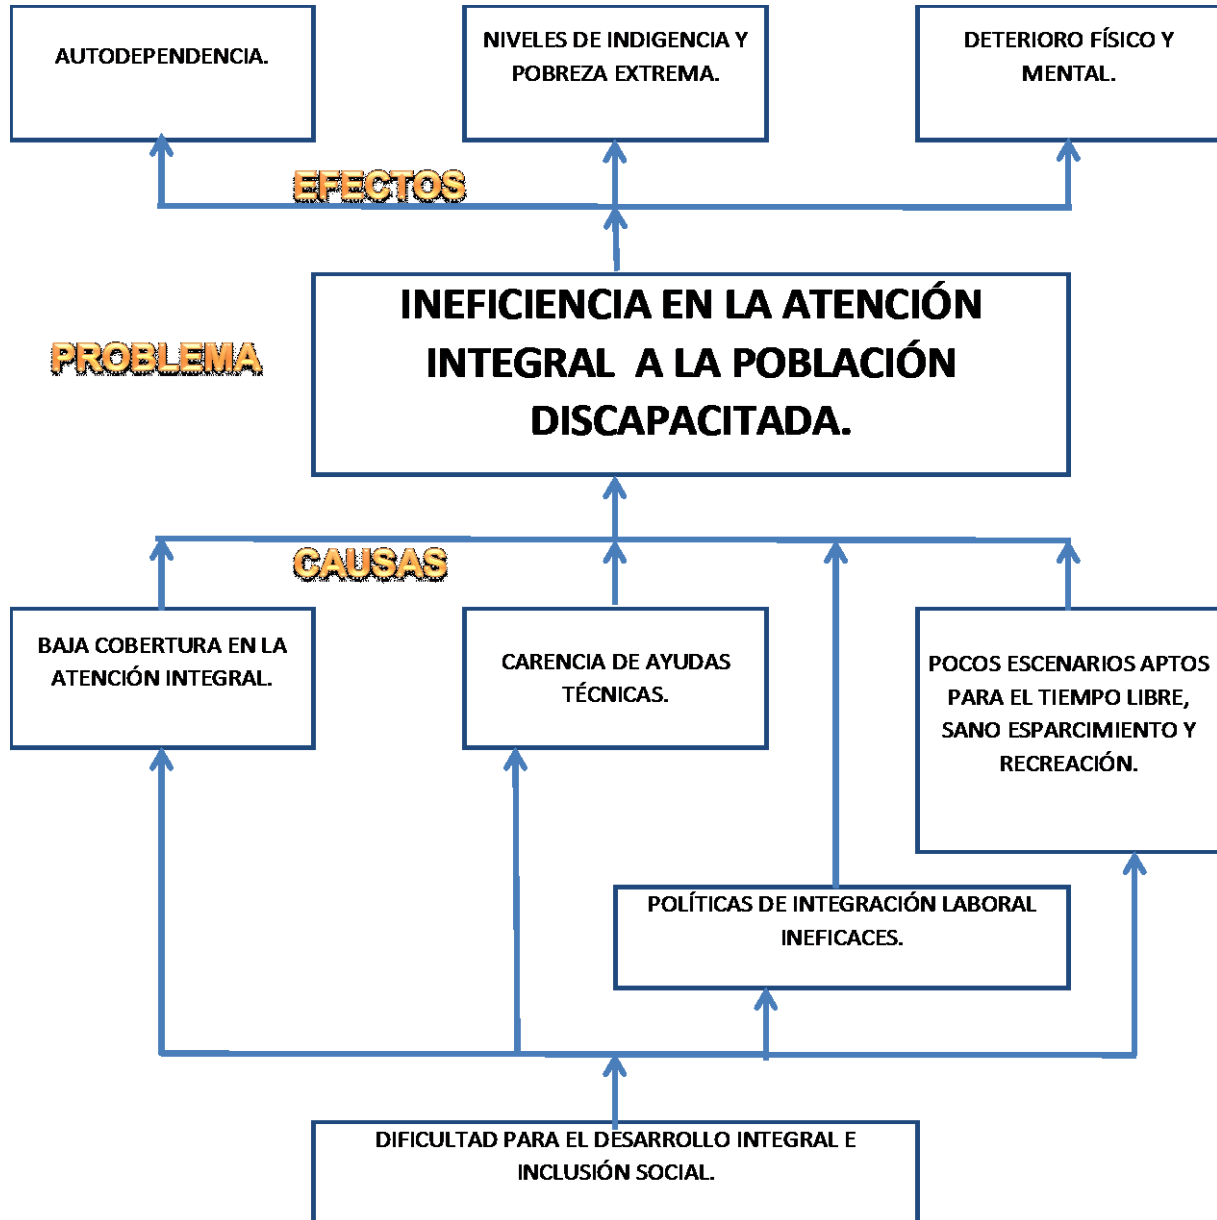 AUTODEPENDENCIA.
NIVELES DE INDIGENCIA Y
POBREZA EXTREMA.
DETERIORO FÍSICO Y
MENTAL.
EFECTOS
PROBLEMA
INEFICIENCIA EN LA ATENCIÓN
INTEGRAL A LA POBLACIÓN
DISCAPACITADA.
CAUSAS
BAJA COBERTURA EN LA
ATENCIÓN INTEGRAL.
CARENCIA DE AYUDAS
TÉCNICAS.
POCOS ESCENARIOS APTOS
PARA EL TIEMPO LIBRE,
SANO ESPARCIMIENTO Y
RECREACIÓN.
POLÍTICAS DE INTEGRACIÓN LABORAL
INEFICACES.
DIFICULTAD PARA EL DESARROLLO INTEGRAL E
INCLUSIÓN SOCIAL.